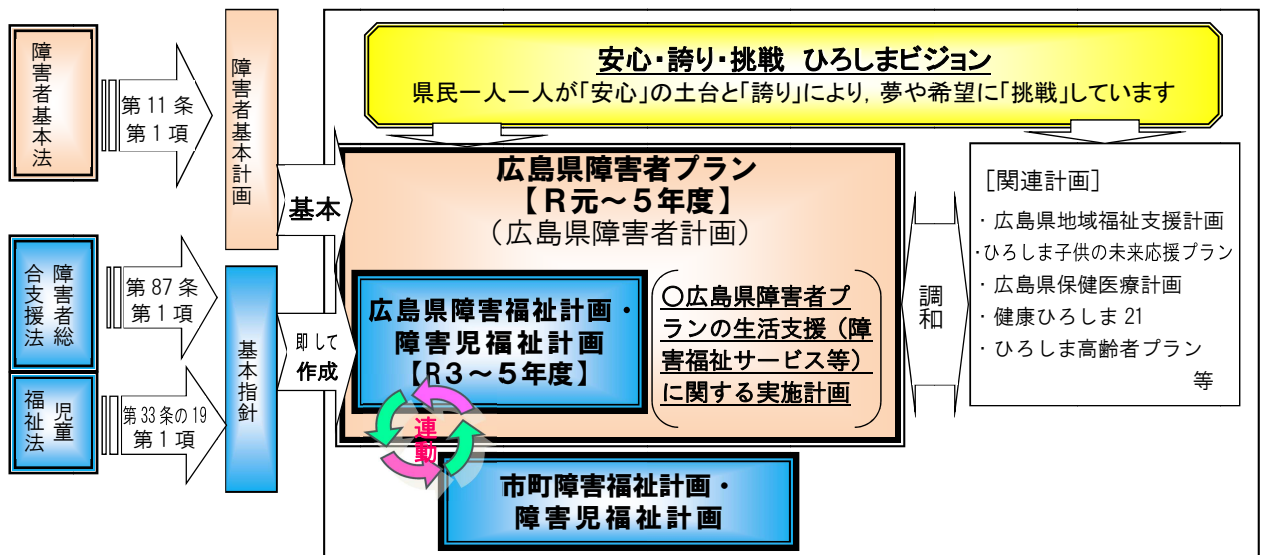 安心・誇り・挑戦 ひろしまビジョン
県民一人一人が「安心」の土台と「誇り」により，夢や希望に「挑戦」しています
障害者基本法
第11条
第１項
障害者基本計画
基本
広島県障害者プラン
【Ｒ元～５年度】
（広島県障害者計画）
障害者総
合支援法
第87条
第１項
児童
福祉法
第33条の19
第１項
基本指針
即して
作成
広島県障害福祉計画・
障害児福祉計画
【Ｒ３～５年度】
〇広島県障害者プ
ランの生活支援（障
害福祉サービス等）
に関する実施計画
連動
市町障害福祉計画・
障害児福祉計画
調和
［関連計画］
・広島県地域福祉支援計画
・ひろしま子供の未来応援プラン
・広島県保健医療計画
・健康ひろしま21
・ひろしま高齢者プラン
等